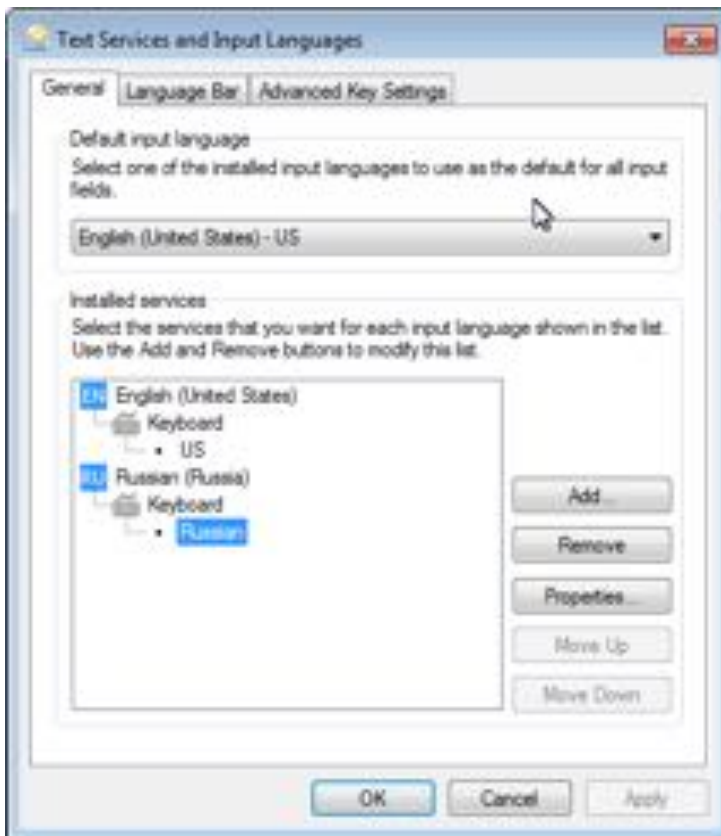 Text Services and Input Languages
General
Language Bar
Advanced Key Settings
Default input language
Select one of the installed input languages to use as the default for all input
fields.
English (United States) - US
Installed services
Select the services that you want for each input language shown in the list.
Use the Add and Remove buttons to modify this list.
EN English (United States)
Keyboard
US
RU Russian (Russia)
Keyboard
Russian
Add...
Remove
Properties...
Move Up
Move Down
OK
Cancel
Apply